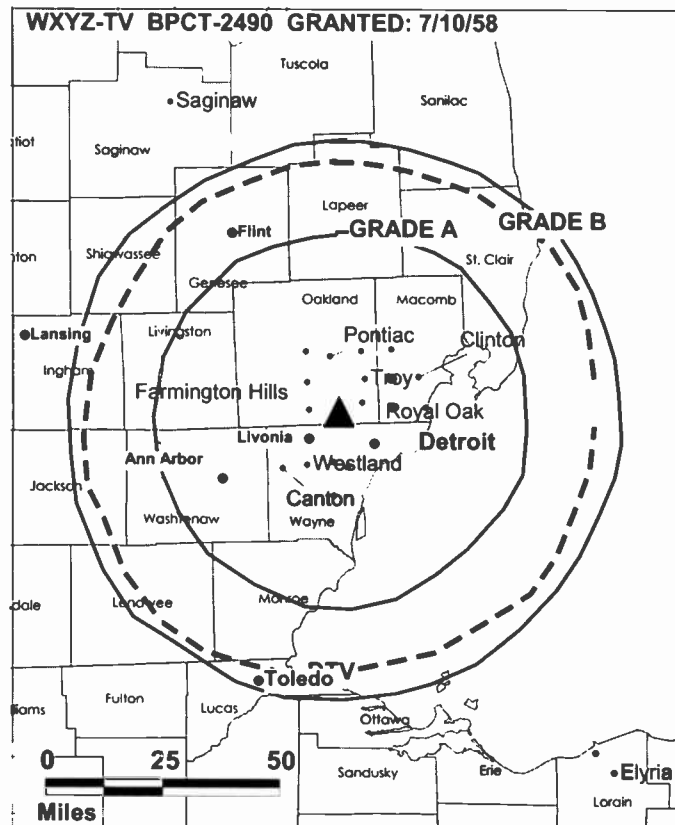 WXYZ-TV BPCT-2490 GRANTED: 7/10/58
Tuscola
Saginaw
Sanilac
Saginaw
Lapeer
GRADE B
Flint
GRADE A
Shiawassee
St. Clair
Genesee
Oakland
Macomb
Lansing
Livingston
Pontiac
Clinton
Ingham
Troy
Farmington Hills
Royal Oak
Livonia
Detroit
Ann Arbor
Westland
Jackson
Canton
Washtenaw
Wayne
dale
Lenawee
Monroe
DTV
Toledo
Fulton
Lucas
Ottawa
0 25 50
Sandusky
Erie
Elyria
Miles
Lorain